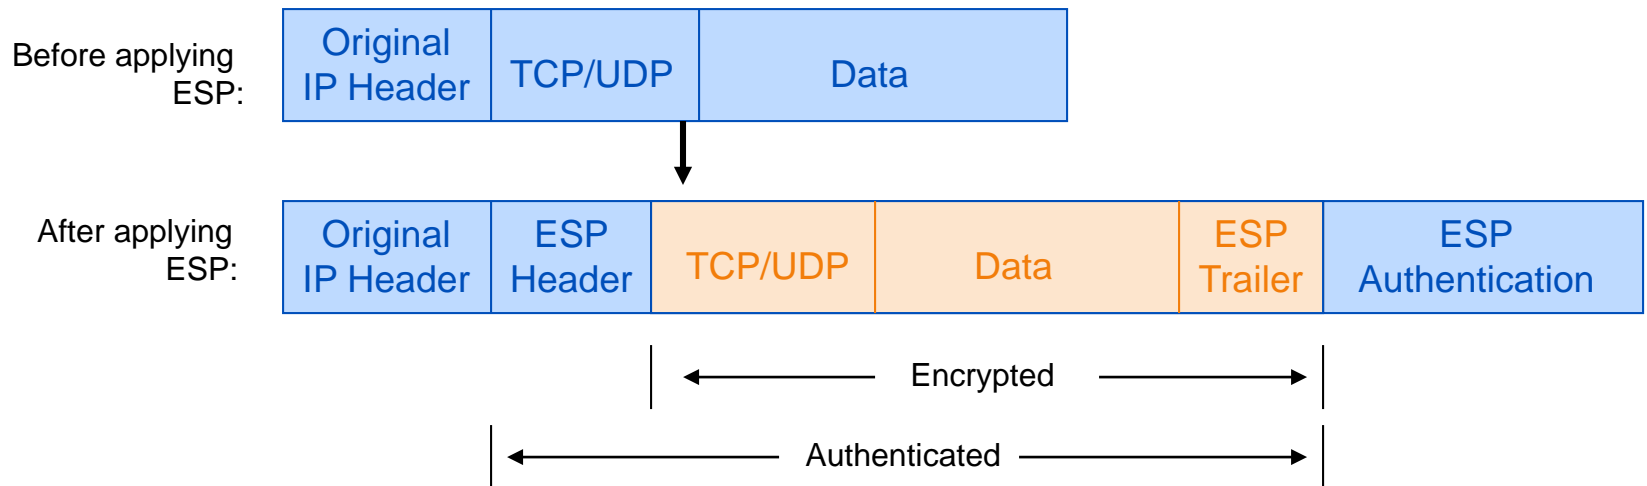 Before applying
ESP:
Original
IP Header
TCP/UDP
Data
After applying
ESP:
Original
IP Header
ESP
Header
TCP/UDP
Data
ESP
Trailer
ESP
Authentication
Encrypted
Authenticated